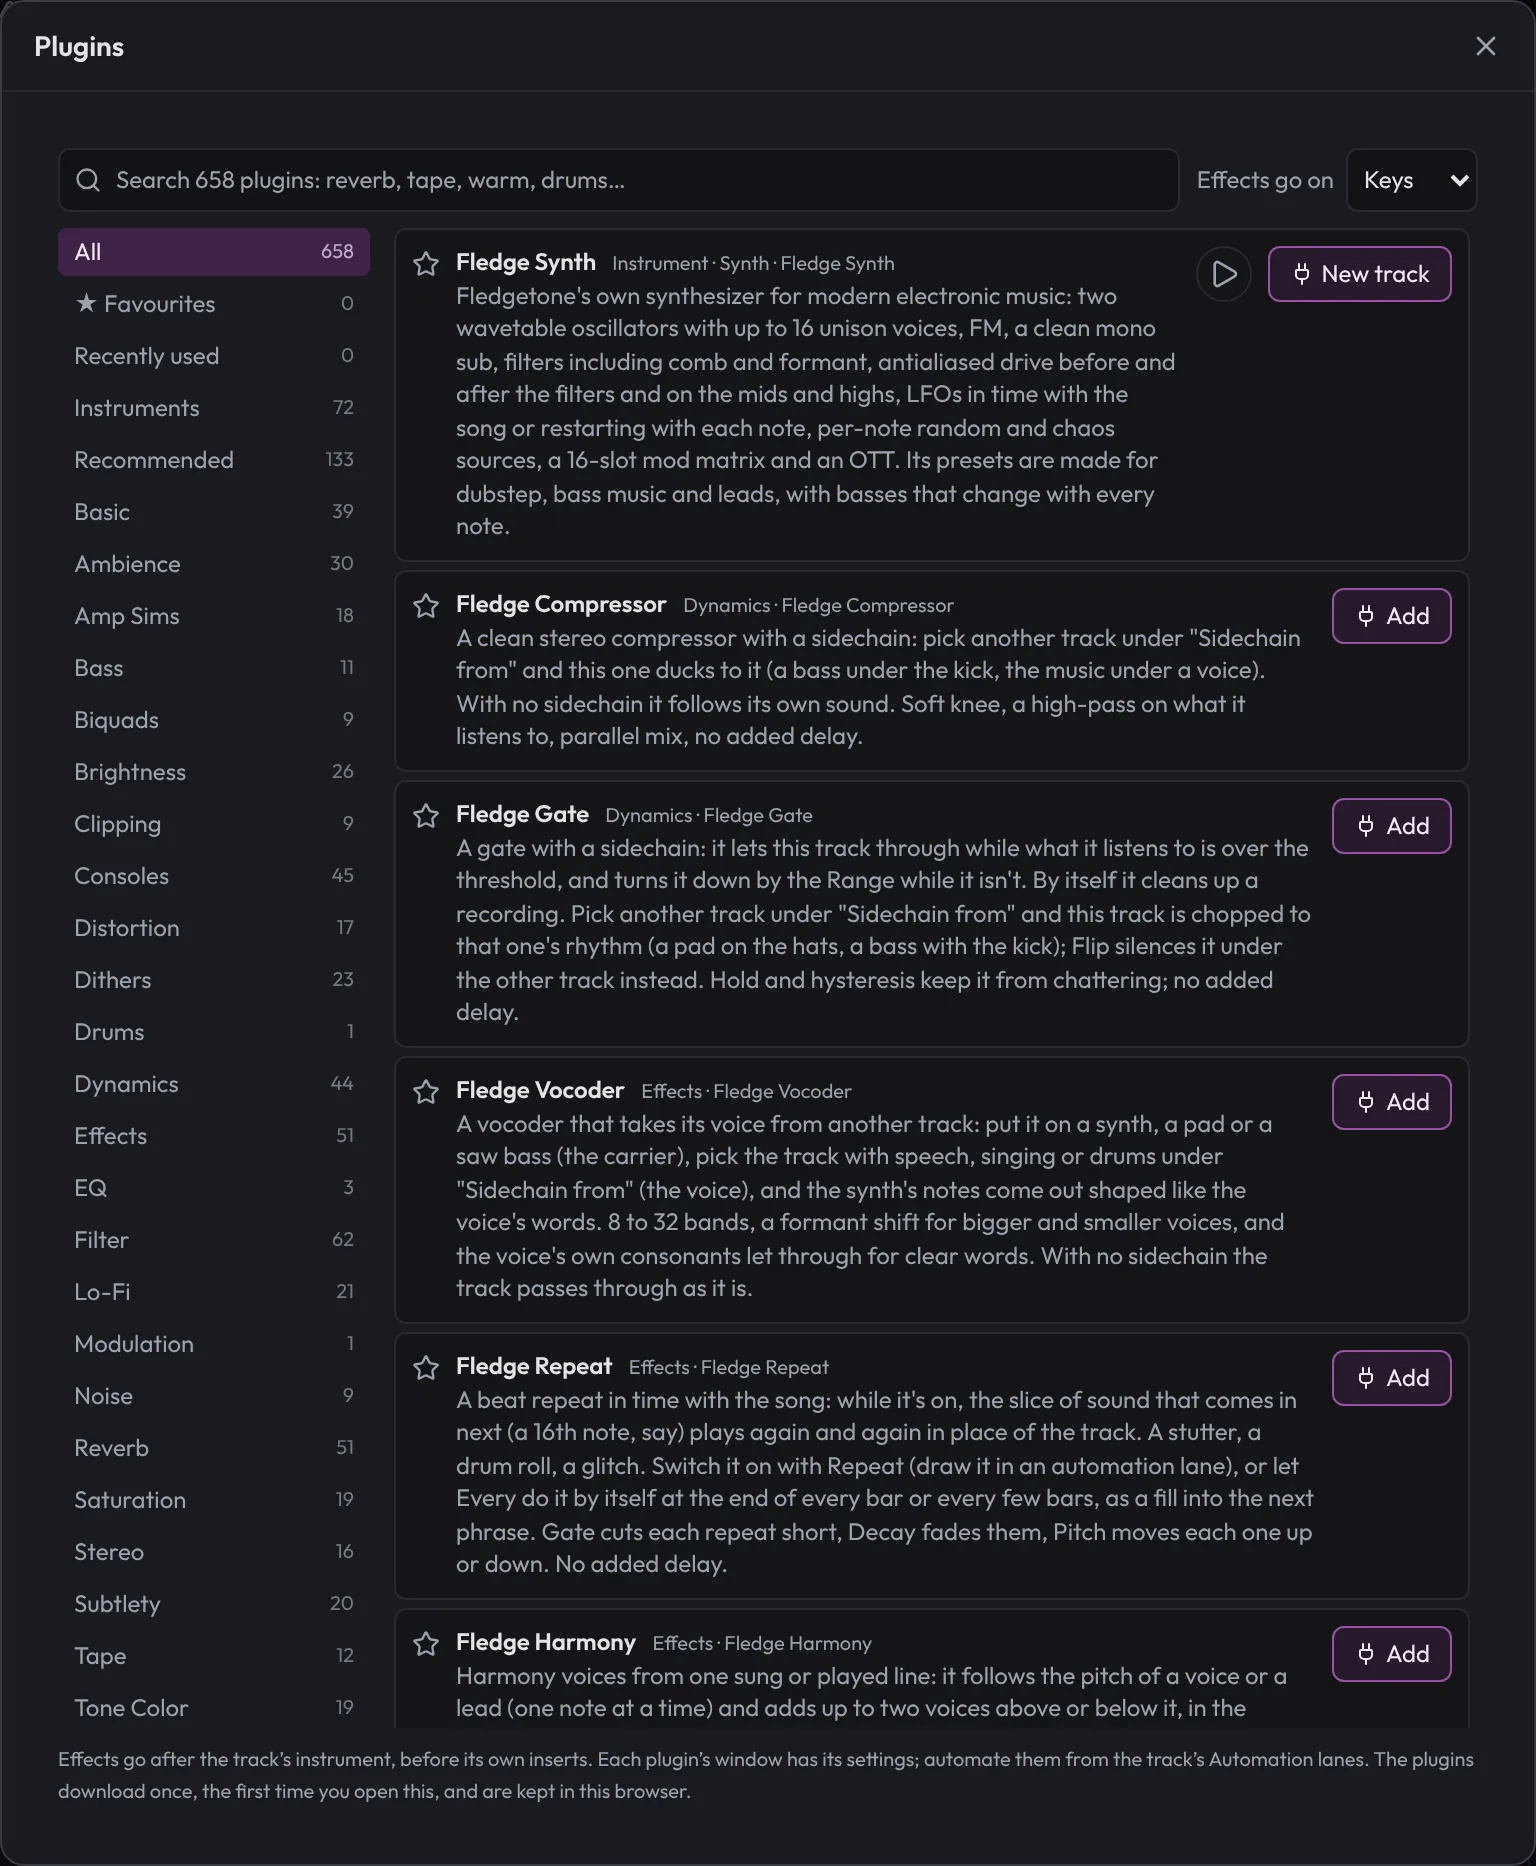 Plugins
Search 658 plugins: reverb, tape, warm, drums...
Effects go on
Keys
All 658
★ Favourites 0
Recently used 0
Instruments 72
Recommended 133
Basic 39
Ambience 30
Amp Sims 18
Bass 11
Biquads 9
Brightness 26
Clipping 9
Consoles 45
Distortion 17
Dithers 23
Drums 1
Dynamics 44
Effects 51
EQ 3
Filter 62
Lo-Fi 21
Modulation 1
Noise 9
Reverb 51
Saturation 19
Stereo 16
Subtlety 20
Tape 12
Tone Color 19
Fledge Synth Instrument · Synth · Fledge Synth
New track
Fledgetone's own synthesizer for modern electronic music: two
wavetable oscillators with up to 16 unison voices, FM, a clean mono
sub, filters including comb and formant, antialiased drive before and
after the filters and on the mids and highs, LFOs in time with the
song or restarting with each note, per-note random and chaos
sources, a 16-slot mod matrix and an OTT. Its presets are made for
dubstep, bass music and leads, with basses that change with every
note.
Fledge Compressor Dynamics · Fledge Compressor
Add
A clean stereo compressor with a sidechain: pick another track under "Sidechain
from" and this one ducks to it (a bass under the kick, the music under a voice).
With no sidechain it follows its own sound. Soft knee, a high-pass on what it
listens to, parallel mix, no added delay.
Fledge Gate Dynamics · Fledge Gate
Add
A gate with a sidechain: it lets this track through while what it listens to is over the
threshold, and turns it down by the Range while it isn't. By itself it cleans up a
recording. Pick another track under "Sidechain from" and this track is chopped to
that one's rhythm (a pad on the hats, a bass with the kick); Flip silences it under
the other track instead. Hold and hysteresis keep it from chattering; no added
delay.
Fledge Vocoder Effects · Fledge Vocoder
Add
A vocoder that takes its voice from another track: put it on a synth, a pad or a
saw bass (the carrier), pick the track with speech, singing or drums under
"Sidechain from" (the voice), and the synth's notes come out shaped like the
voice's words. 8 to 32 bands, a formant shift for bigger and smaller voices, and
the voice's own consonants let through for clear words. With no sidechain the
track passes through as it is.
Fledge Repeat Effects · Fledge Repeat
Add
A beat repeat in time with the song: while it's on, the slice of sound that comes in
next (a 16th note, say) plays again and again in place of the track. A stutter, a
drum roll, a glitch. Switch it on with Repeat (draw it in an automation lane), or let
Every do it by itself at the end of every bar or every few bars, as a fill into the next
phrase. Gate cuts each repeat short, Decay fades them, Pitch moves each one up
or down. No added delay.
Fledge Harmony Effects · Fledge Harmony
Add
Harmony voices from one sung or played line: it follows the pitch of a voice or a
lead (one note at a time) and adds up to two voices above or below it, in the
Effects go after the track's instrument, before its own inserts. Each plugin's window has its settings; automate them from the track's Automation lanes. The plugins
download once, the first time you open this, and are kept in this browser.